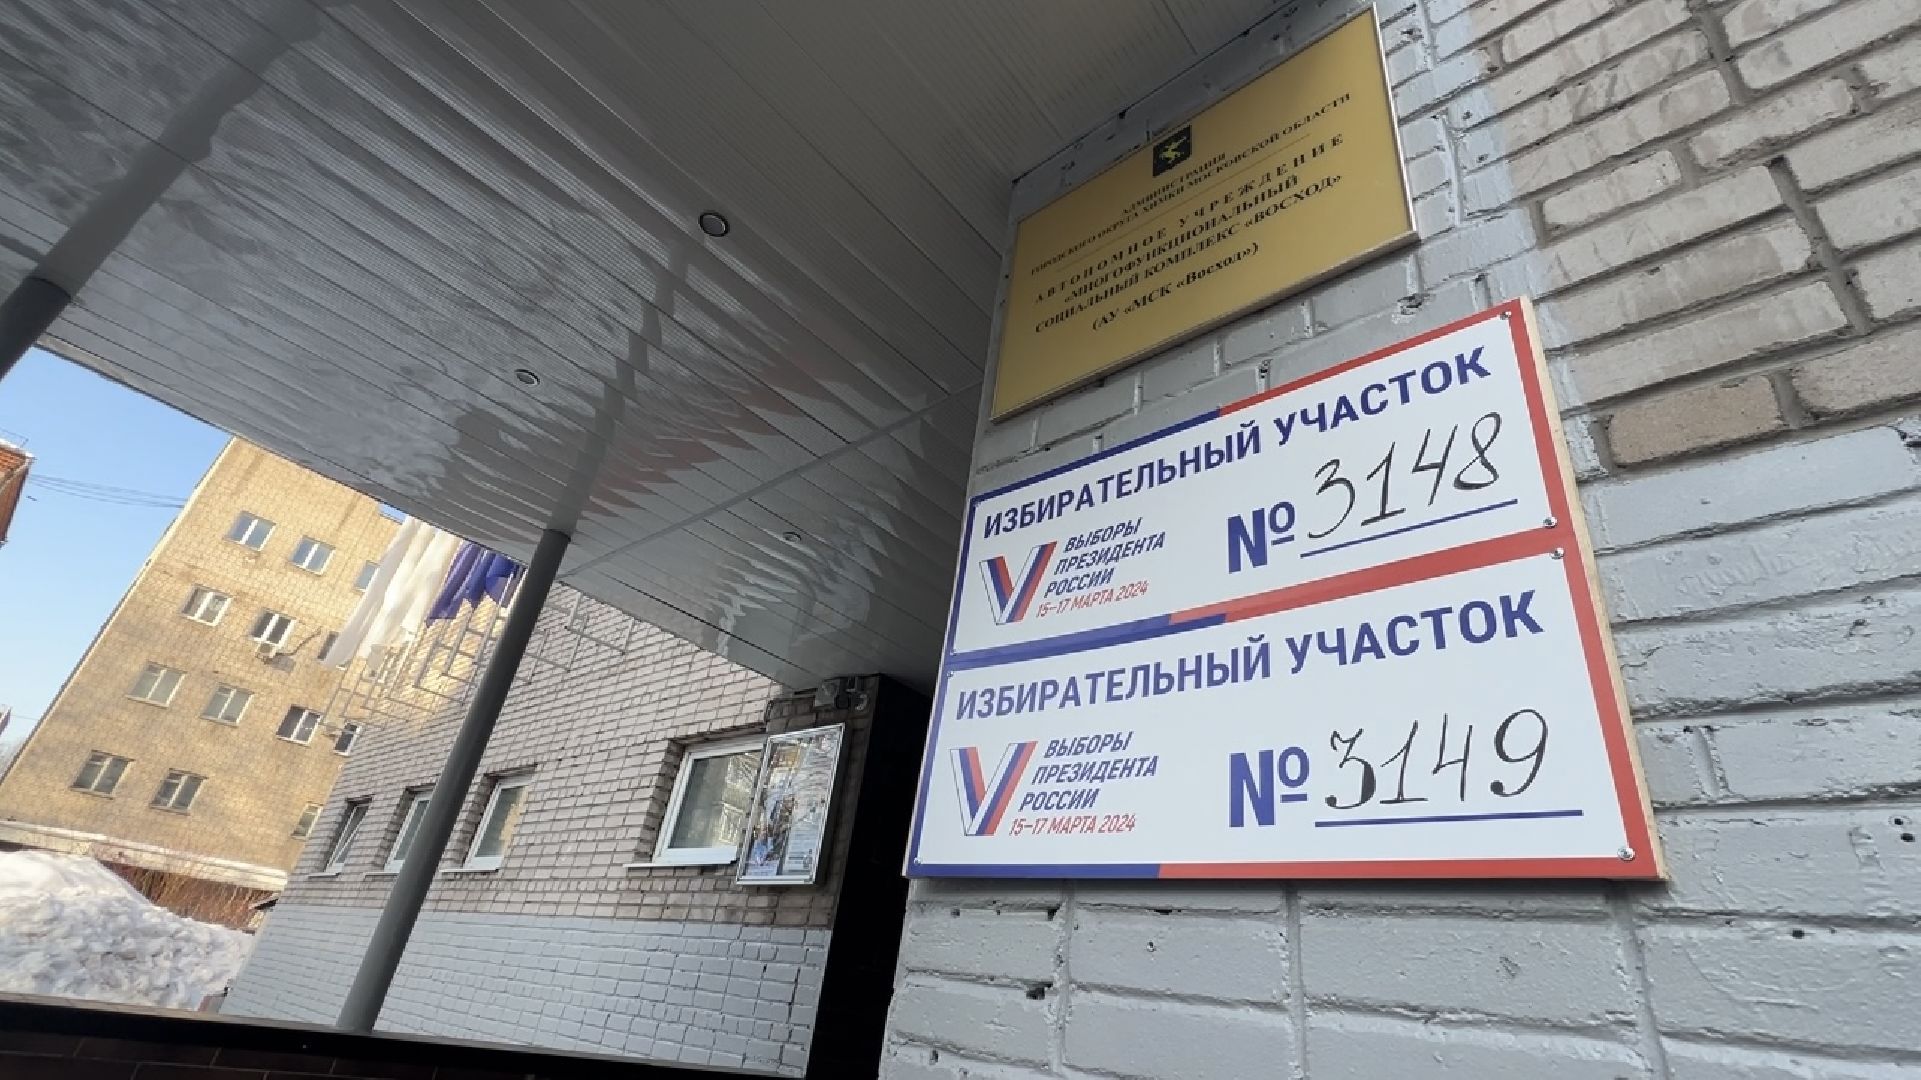 АДМИНИСТРАЦИЯ
ГОРОДСКОГО ОКРУГА ХИМКИ МОСКОВСКОЙ ОБЛАСТИ
АВТОНОМНОЕ УЧРЕЖДЕНИЕ
«МНОГОФУНКЦИОНАЛЬНЫЙ
СОЦИАЛЬНЫЙ КОМПЛЕКС «ВОСХОД»
(АУ «МСК «Восход»)
ИЗБИРАТЕЛЬНЫЙ УЧАСТОК
ВЫБОРЫ
ПРЕЗИДЕНТА
РОССИИ
15–17 МАРТА 2024
№ 3148
ИЗБИРАТЕЛЬНЫЙ УЧАСТОК
ВЫБОРЫ
ПРЕЗИДЕНТА
РОССИИ
15–17 МАРТА 2024
№ 3149